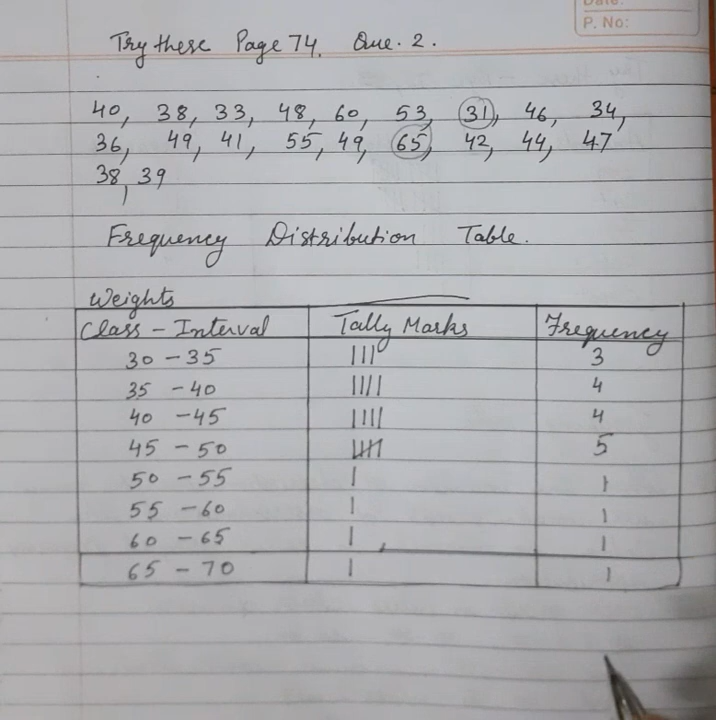 Date:
P. No:
Try these Page 74. Que. 2.
40, 38, 33, 48, 60, 53, 31, 46, 34,
36, 49, 41, 55, 49, 65, 42, 44, 47
38, 39
Frequency Distribution Table.
Weights
Class - Interval Tally Marks Frequency
30 - 35 ||| 3
35 - 40 |||| 4
40 - 45 |||| 4
45 - 50 𝍸 5
50 - 55 | 1
55 - 60 | 1
60 - 65 | 1
65 - 70 | 1